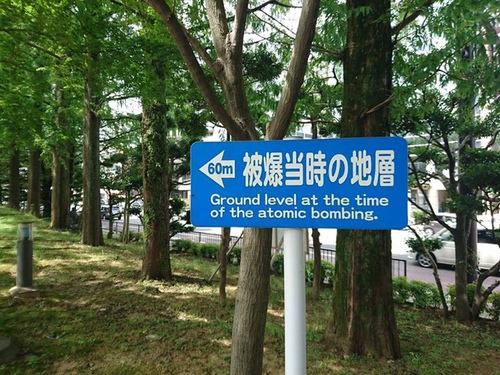 60m 被爆当時の地層
Ground level at the time
of the atomic bombing.